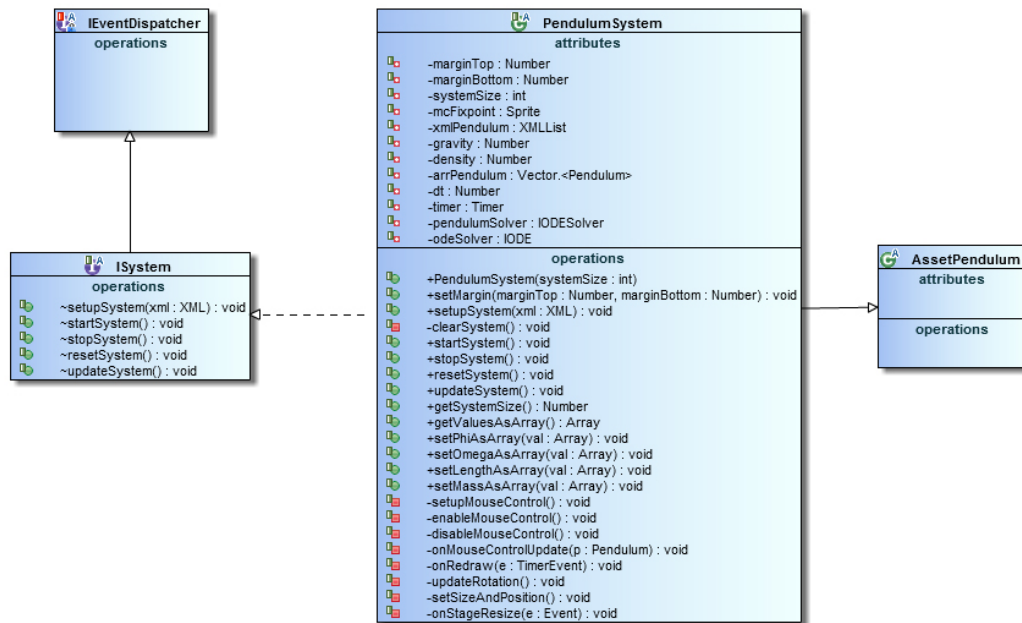 IEventDispatcher
operations
ISystem
operations
~setupSystem(xml : XML) : void
~startSystem() : void
~stopSystem() : void
~resetSystem() : void
~updateSystem() : void
PendulumSystem
attributes
-marginTop : Number
-marginBottom : Number
-systemSize : int
-mcFixpoint : Sprite
-xmlPendulum : XMLList
-gravity : Number
-density : Number
-arrPendulum : Vector.<Pendulum>
-dt : Number
-timer : Timer
-pendulumSolver : IODESolver
-odeSolver : IODE
operations
+PendulumSystem(systemSize : int)
+setMargin(marginTop : Number, marginBottom : Number) : void
+setupSystem(xml : XML) : void
-clearSystem() : void
+startSystem() : void
+stopSystem() : void
+resetSystem() : void
+updateSystem() : void
+getSystemSize() : Number
+getValuesAsArray() : Array
+setPhiAsArray(val : Array) : void
+setOmegaAsArray(val : Array) : void
+setLengthAsArray(val : Array) : void
+setMassAsArray(val : Array) : void
-setupMouseControl() : void
-enableMouseControl() : void
-disableMouseControl() : void
-onMouseControlUpdate(p : Pendulum) : void
-onRedraw(e : TimerEvent) : void
-updateRotation() : void
-setSizeAndPosition() : void
-onStageResize(e : Event) : void
AssetPendulum
attributes
operations